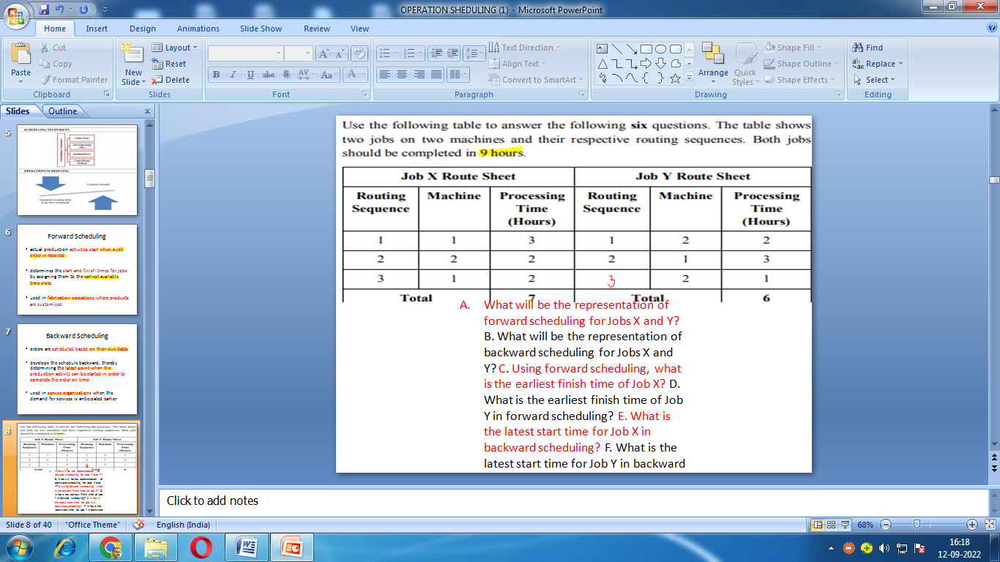 OPERATION SHEDULING (1) - Microsoft PowerPoint
Home Insert Design Animations Slide Show Review View
Cut Layout Text Direction Shape Fill Find
Paste Copy New Slide Reset Align Text Arrange Quick Styles Shape Outline Replace
Format Painter Delete B I U abc S AV Aa A Convert to SmartArt Shape Effects Select
Clipboard Slides Font Paragraph Drawing Editing
Slides Outline x
5
SCHEDULING TECHNIQUES
OPERATIONS SCHEDULING
Customer Demand
6
Forward Scheduling
• actual production activities start when a job
order is received
• determines the start and finish times for jobs
by assigning them to the earliest available
time slots
• used in fabrication operations where products
are customised
7
Backward Scheduling
• orders are scheduled based on their due dates
• develops the schedule backward, thereby
determining the latest point when the
production activity can be started in order to
complete the order on time
• used in service organisations when the
demand for services is anticipated earlier
8
Use the following table to answer the following six questions. The table shows
two jobs on two machines and their repective routing sequences. Both jobs
should be completed in 9 hours.
Job X Route Sheet Job Y Route Sheet
Routing Sequence Machine Processing Time (Hours) Routing Sequence Machine Processing Time (Hours)
1 1 3 1 2 2
2 2 2 2 1 3
3 1 2 3 2 1
Total 7 Total 6
A. What will be the representation of
forward scheduling for Jobs X and Y?
B. What will be the representation of
backward scheduling for Jobs X and
Y? C. Using forward scheduling, what
is the earliest finish time of Job X? D.
What is the earliest finish time of Job
Y in forward scheduling? E. What is
the latest start time for Job X in
backward scheduling? F. What is the
latest start time for Job Y in backward
Click to add notes
Slide 8 of 40 "Office Theme" English (India) 68%
16:18
12-09-2022